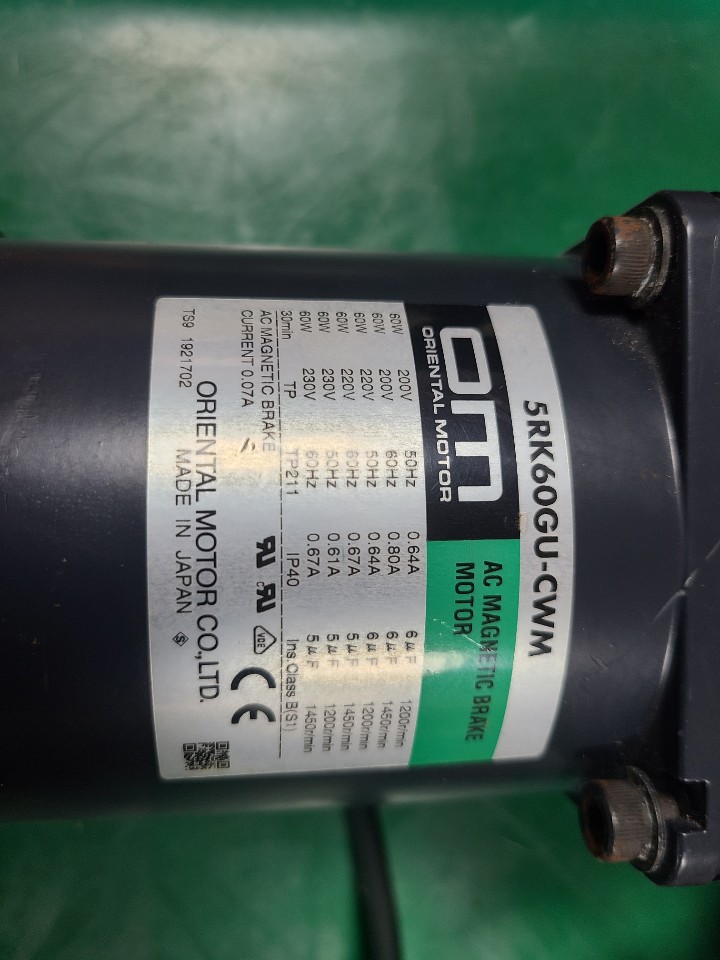 5RK60GU-CWM
om
ORIENTAL MOTOR
AC MAGNETIC BRAKE
MOTOR
60W 200V 50Hz 0.64A 6μF 1200r/min
60W 200V 60Hz 0.80A 6μF 1450r/min
60W 220V 50Hz 0.64A 6μF 1200r/min
60W 220V 60Hz 0.67A 5μF 1450r/min
60W 230V 50Hz 0.61A 5μF 1200r/min
60W 230V 60Hz 0.67A 5μF 1450r/min
30min TP TP211 IP40 Ins.Class B(S1)
AC MAGNETIC BRAKE
CURRENT 0.07A
VDE
CE
ORIENTAL MOTOR CO.,LTD.
TS9 1921702 MADE IN JAPAN